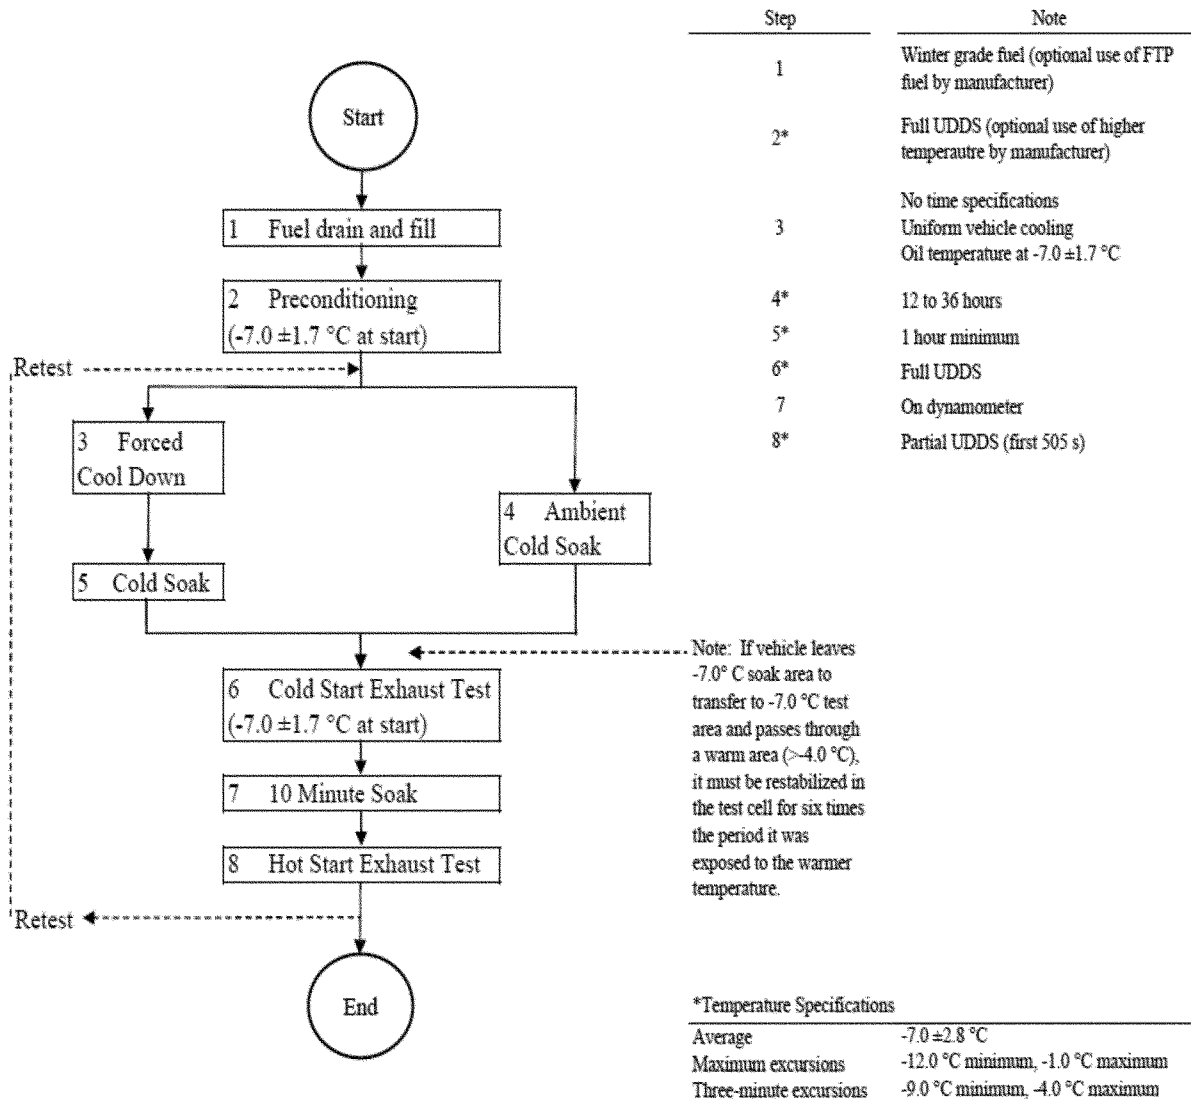 Step Note
1 Winter grade fuel (optional use of FTP
fuel by manufacturer)
2* Full UDDS (optional use of higher
temperautre by manufacturer)
No time specifications
3 Uniform vehicle cooling
Oil temperature at -7.0 ±1.7 °C
4* 12 to 36 hours
5* 1 hour minimum
6* Full UDDS
7 On dynamometer
8* Partial UDDS (first 505 s)
Start
1 Fuel drain and fill
2 Preconditioning
(-7.0 ±1.7 °C at start)
Retest
3 Forced
Cool Down
4 Ambient
Cold Soak
5 Cold Soak
6 Cold Start Exhaust Test
(-7.0 ±1.7 °C at start)
7 10 Minute Soak
8 Hot Start Exhaust Test
Retest
End
Note: If vehicle leaves
-7.0° C soak area to
transfer to -7.0 °C test
area and passes through
a warm area (>-4.0 °C),
it must be restabilized in
the test cell for six times
the period it was
exposed to the warmer
temperature.
*Temperature Specifications
Average -7.0 ±2.8 °C
Maximum excursions -12.0 °C minimum, -1.0 °C maximum
Three-minute excursions -9.0 °C minimum, -4.0 °C maximum